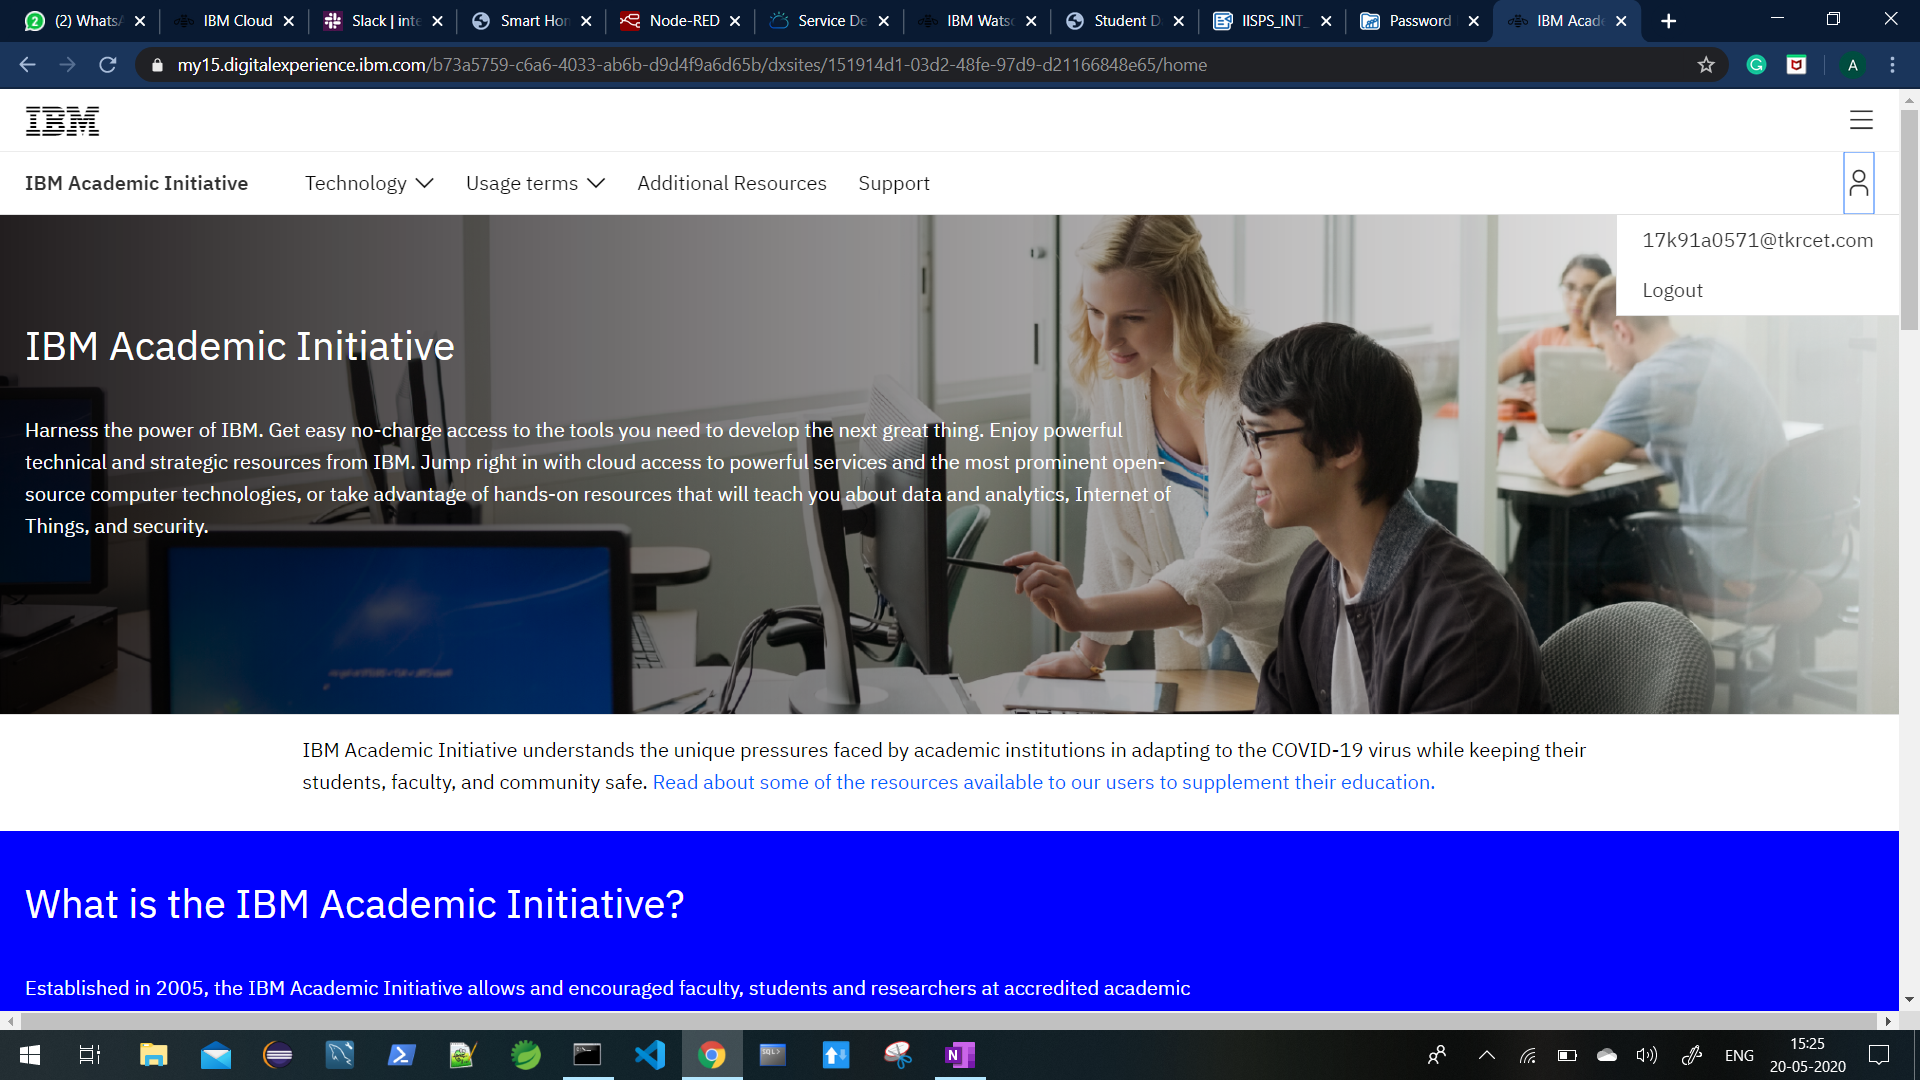 (2) WhatsA
IBM Cloud
Slack | inte
Smart Hon
Node-RED
Service De
IBM Watso
Student D
IISPS_INT_
Password
IBM Acade
my15.digitalexperience.ibm.com/b73a5759-c6a6-4033-ab6b-d9d4f9a6d65b/dxsites/151914d1-03d2-48fe-97d9-d21166848e65/home
A
IBM
IBM Academic Initiative
Technology
Usage terms
Additional Resources
Support
17k91a0571@tkrcet.com
Logout
IBM Academic Initiative
Harness the power of IBM. Get easy no-charge access to the tools you need to develop the next great thing. Enjoy powerful
technical and strategic resources from IBM. Jump right in with cloud access to powerful services and the most prominent open-
source computer technologies, or take advantage of hands-on resources that will teach you about data and analytics, Internet of
Things, and security.
IBM Academic Initiative understands the unique pressures faced by academic institutions in adapting to the COVID-19 virus while keeping their
students, faculty, and community safe. Read about some of the resources available to our users to supplement their education.
What is the IBM Academic Initiative?
Established in 2005, the IBM Academic Initiative allows and encouraged faculty, students and researchers at accredited academic
ENG
15:25
20-05-2020